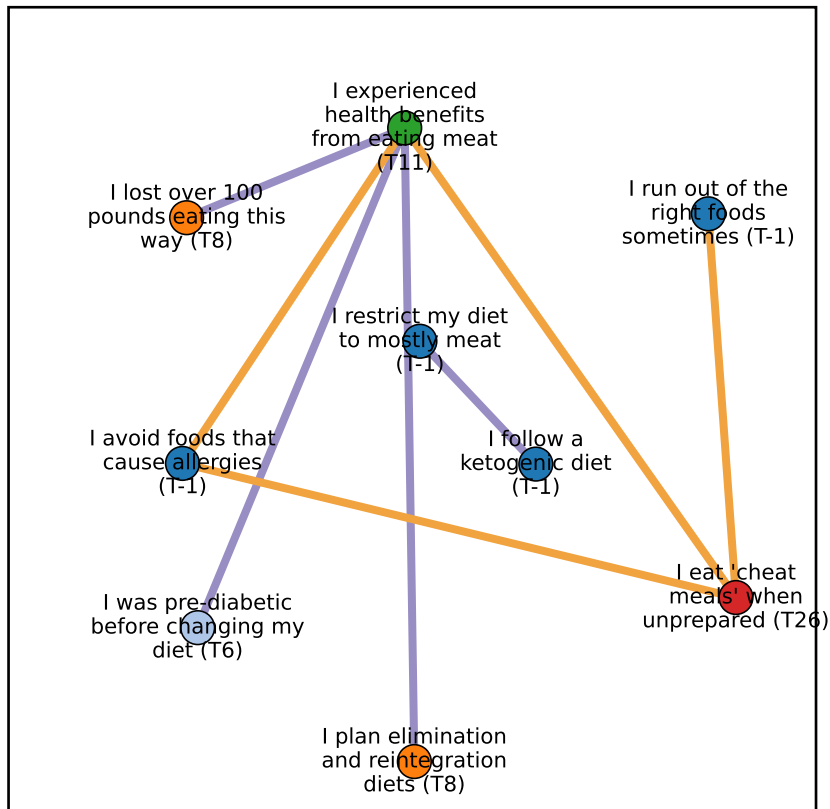 I experienced
health benefits
from eating meat
(T11)
I lost over 100
pounds eating this
way (T8)
I run out of the
right foods
sometimes (T-1)
I restrict my diet
to mostly meat
(T-1)
I avoid foods that
cause allergies
(T-1)
I follow a
ketogenic diet
(T-1)
I eat 'cheat
meals' when
unprepared (T26)
I was pre-diabetic
before changing my
diet (T6)
I plan elimination
and reintegration
diets (T8)